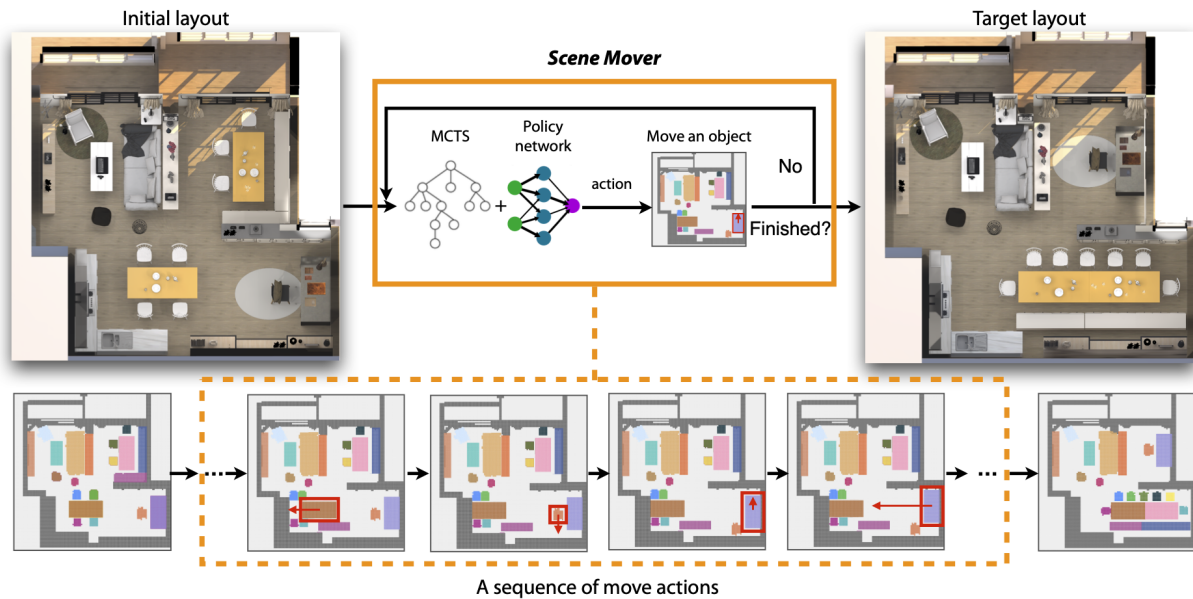 Initial layout
Target layout
Scene Mover
MCTS
Policy
network
Move an object
action
No
Finished?
A sequence of move actions